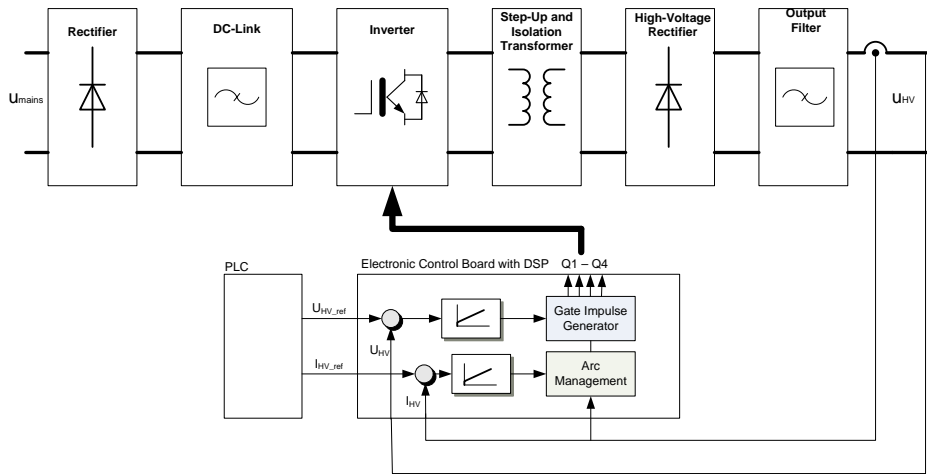 Rectifier
DC-Link
Inverter
Step-Up and
Isolation
Transformer
High-Voltage
Rectifier
Output
Filter
umains
uHV
PLC
Electronic Control Board with DSP
Q1 – Q4
UHV_ref
Gate Impulse
Generator
UHV
IHV_ref
Arc
Management
IHV